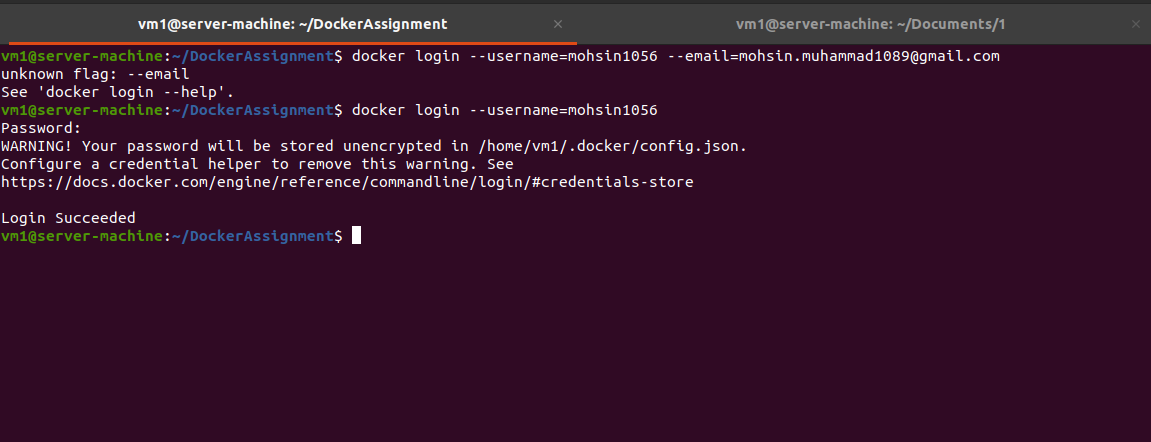 vm1@server-machine: ~/DockerAssignment × vm1@server-machine: ~/Documents/1 ×
vm1@server-machine:~/DockerAssignment$ docker login --username=mohsin1056 --email=mohsin.muhammad1089@gmail.com
unknown flag: --email
See 'docker login --help'.
vm1@server-machine:~/DockerAssignment$ docker login --username=mohsin1056
Password:
WARNING! Your password will be stored unencrypted in /home/vm1/.docker/config.json.
Configure a credential helper to remove this warning. See
https://docs.docker.com/engine/reference/commandline/login/#credentials-store
Login Succeeded
vm1@server-machine:~/DockerAssignment$